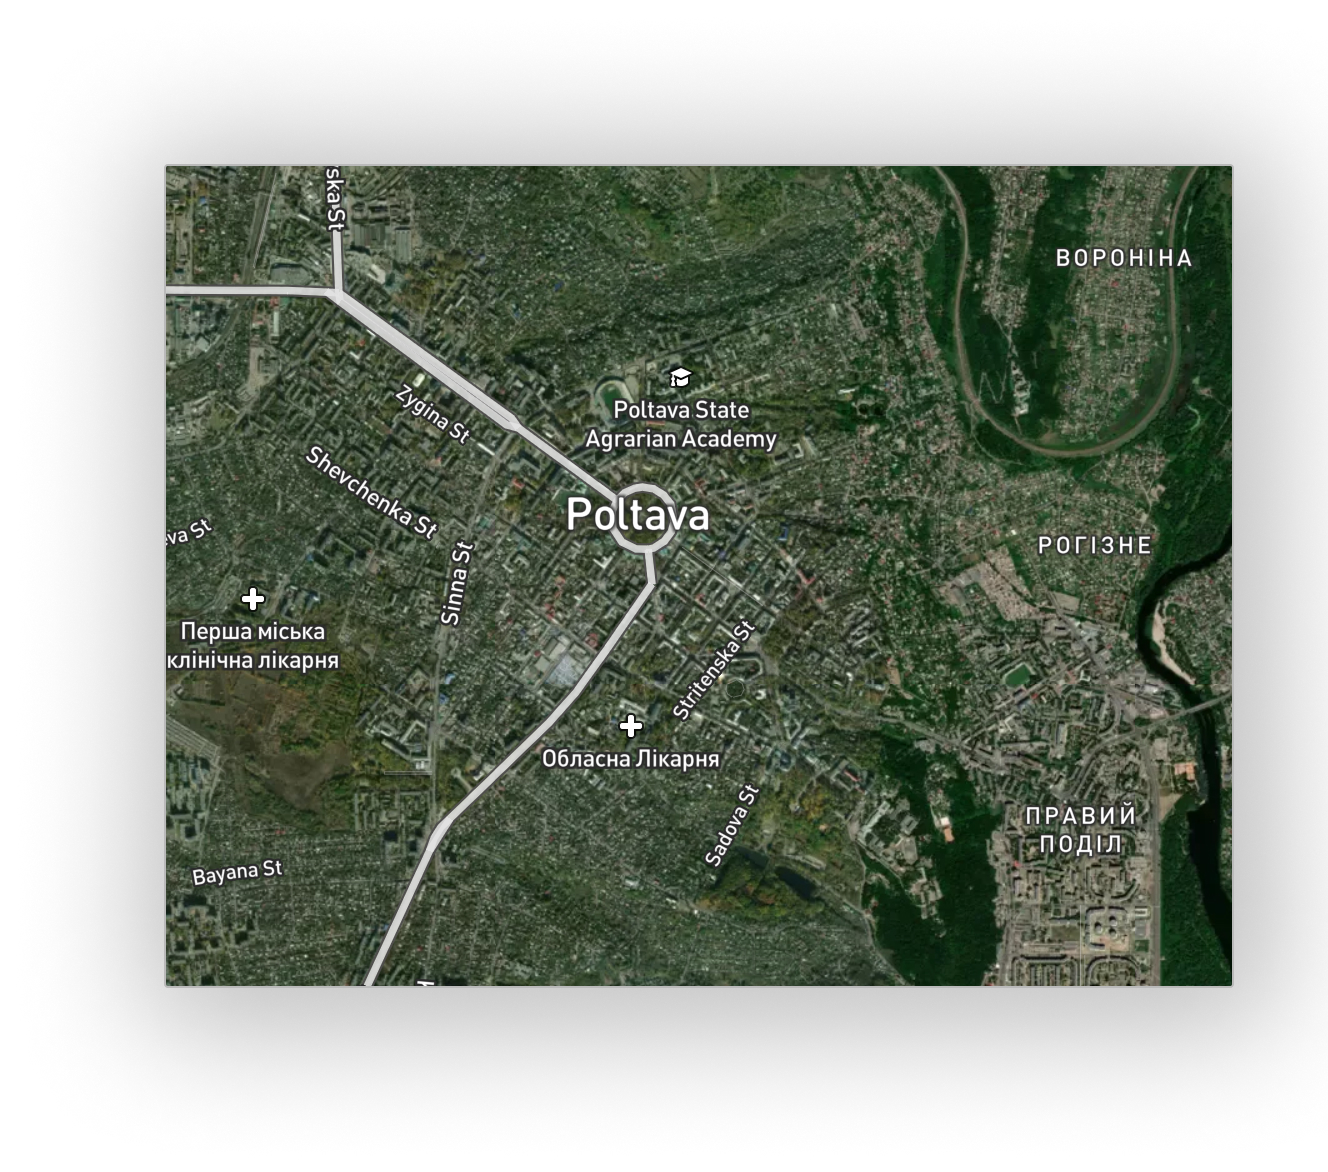 ska St
ВОРОНІНА
Poltava State
Agrarian Academy
Zygina St
Shevchenka St
Poltava
va St
РОГІЗНЕ
Sinna St
Перша міська
клінічна лікарня
Stritenska St
Обласна Лікарня
Sadova St
ПРАВИЙ
ПОДІЛ
Bayana St